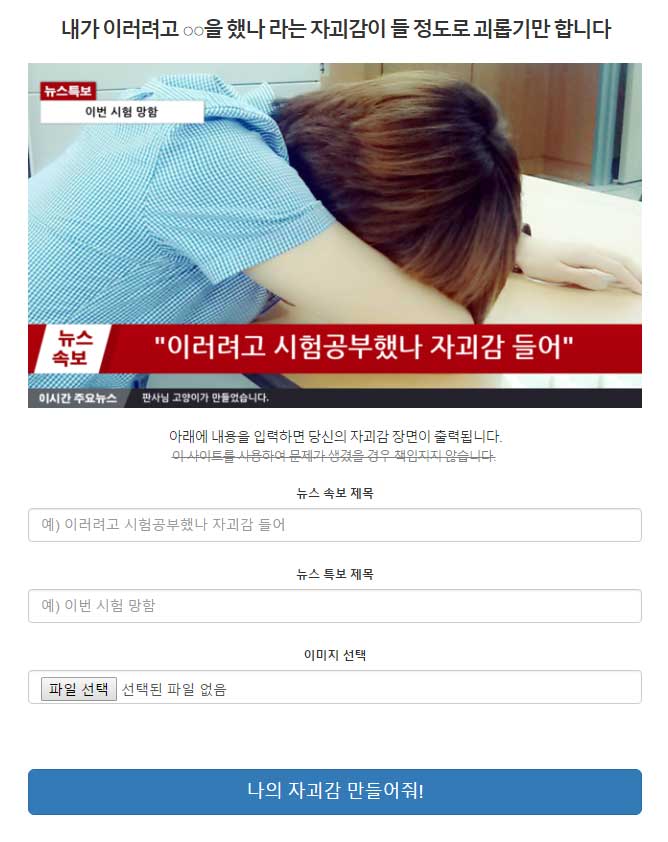 내가 이러려고 ○○을 했나 라는 자괴감이 들 정도로 괴롭기만 합니다
뉴스특보
이번 시험 망함
뉴스
속보
"이러려고 시험공부했나 자괴감 들어"
이시간 주요뉴스 판사님 고양이가 만들었습니다.
아래에 내용을 입력하면 당신의 자괴감 장면이 출력됩니다.
이 사이트를 사용하여 문제가 생겼을 경우 책임지지 않습니다.
뉴스 속보 제목
예) 이러려고 시험공부했나 자괴감 들어
뉴스 특보 제목
예) 이번 시험 망함
이미지 선택
파일 선택 선택된 파일 없음
나의 자괴감 만들어줘!